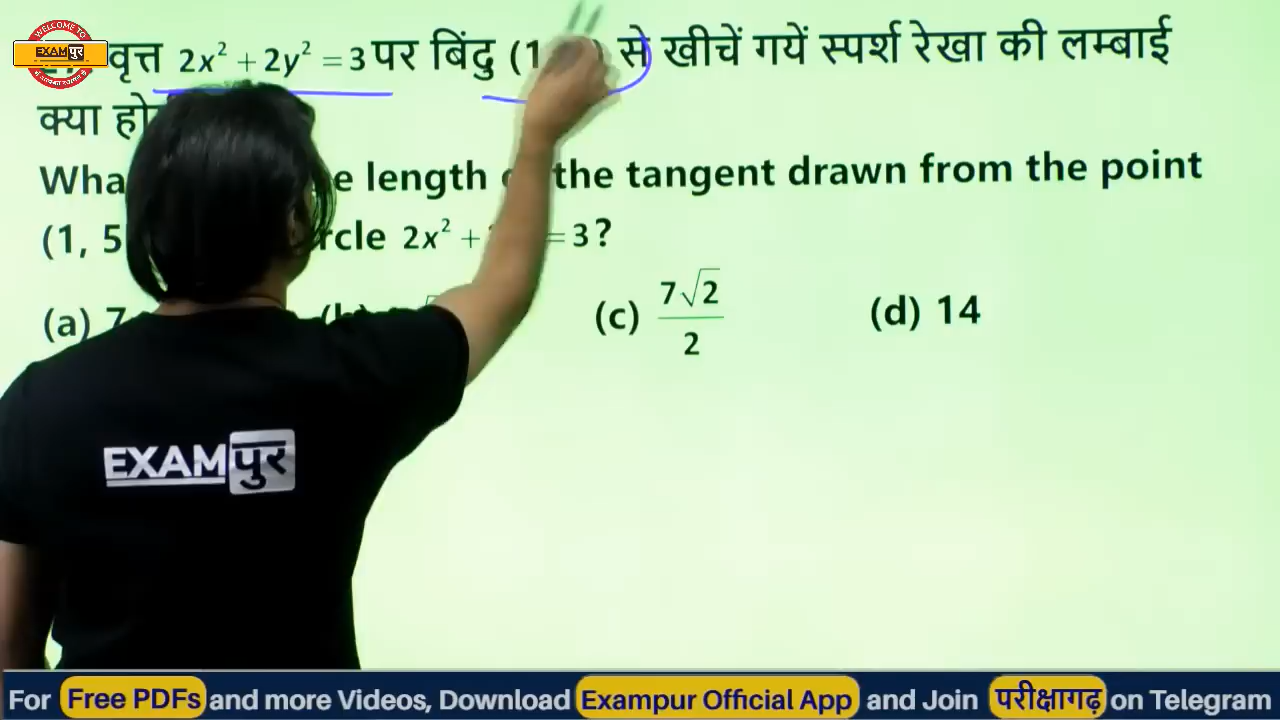 WELCOME TO
EXAMपुर
वृत्त 2x² + 2y² = 3 पर बिंदु (1 से खीचें गयें स्पर्श रेखा की लम्बाई
क्या
length the tangent drawn from the point
(1, 5 2x² + = 3?
(a) 7 (c) 7√2/2 (d) 14
EXAMपुर
For Free PDFs and more Videos, Download Exampur Official App and Join परीक्षागढ़ on Telegram